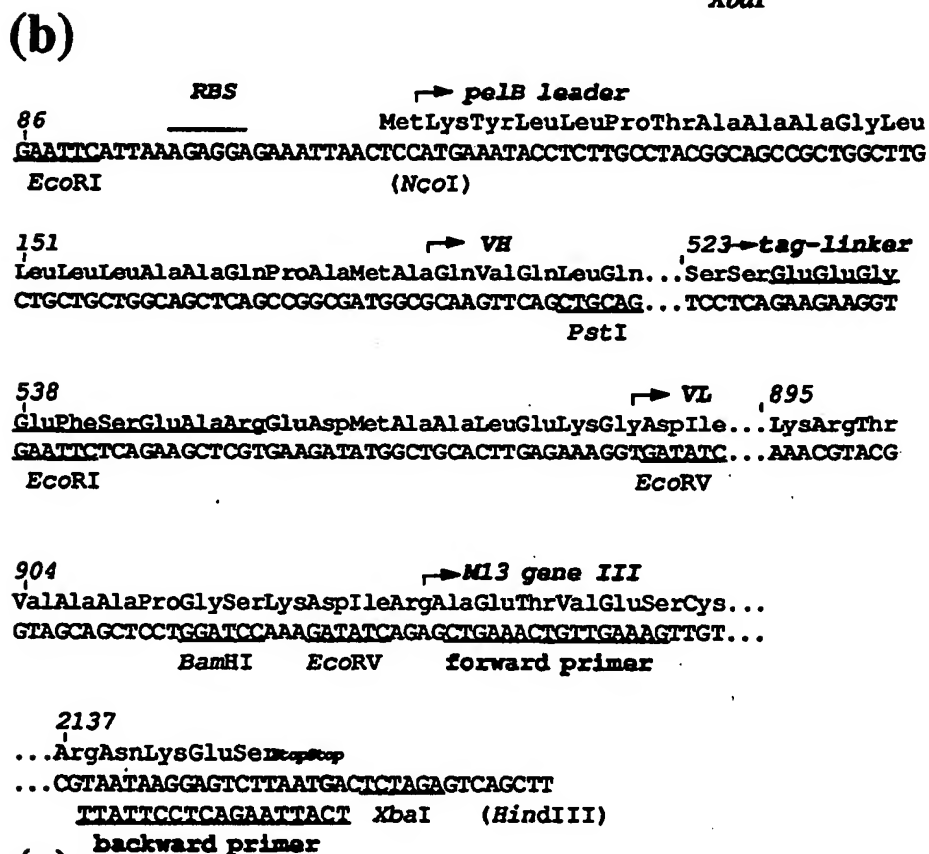 XbaI
(b)
RBS pelB leader
86 MetLysTyrLeuLeuProThrAlaAlaAlaGlyLeu
GAATTCATTAAAGAGGAGAAATTAACTCCATGAAATACCTCTTGCCTACGGCAGCCGCTGGCTTG
EcoRI (NcoI)
151 VH 523 tag-linker
LeuLeuLeuAlaAlaGlnProAlaMetAlaGlnValGlnLeuGln...SerSerGluGluGly
CTGCTGCTGGCAGCTCAGCCGGCGATGGCGCAAGTTCAGCTGCAG...TCCTCAGAAGAAGGT
PstI
538 VL 895
GluPheSerGluAlaArgGluAspMetAlaAlaLeuGluLysGlyAspIle...LysArgThr
GAATTCTCAGAAGCTCGTGAAGATATGGCTGCACTTGAGAAAGGTGATATC...AAACGTACG
EcoRI EcoRV
904 M13 gene III
ValAlaAlaProGlySerLysAspIleArgAlaGluThrValGluSerCys...
GTAGCAGCTCCTGGATCCAAAGATATCAGAGCTGAAACTGTTGAAAGTTGT...
BamHI EcoRV forward primer
2137
...ArgAsnLysGluSerStopStop
...CGTAATAAGGAGTCTTAATGACTCTAGAGTCAGCTT
TTATTCCTCAGAATTACT XbaI (HindIII)
backward primer